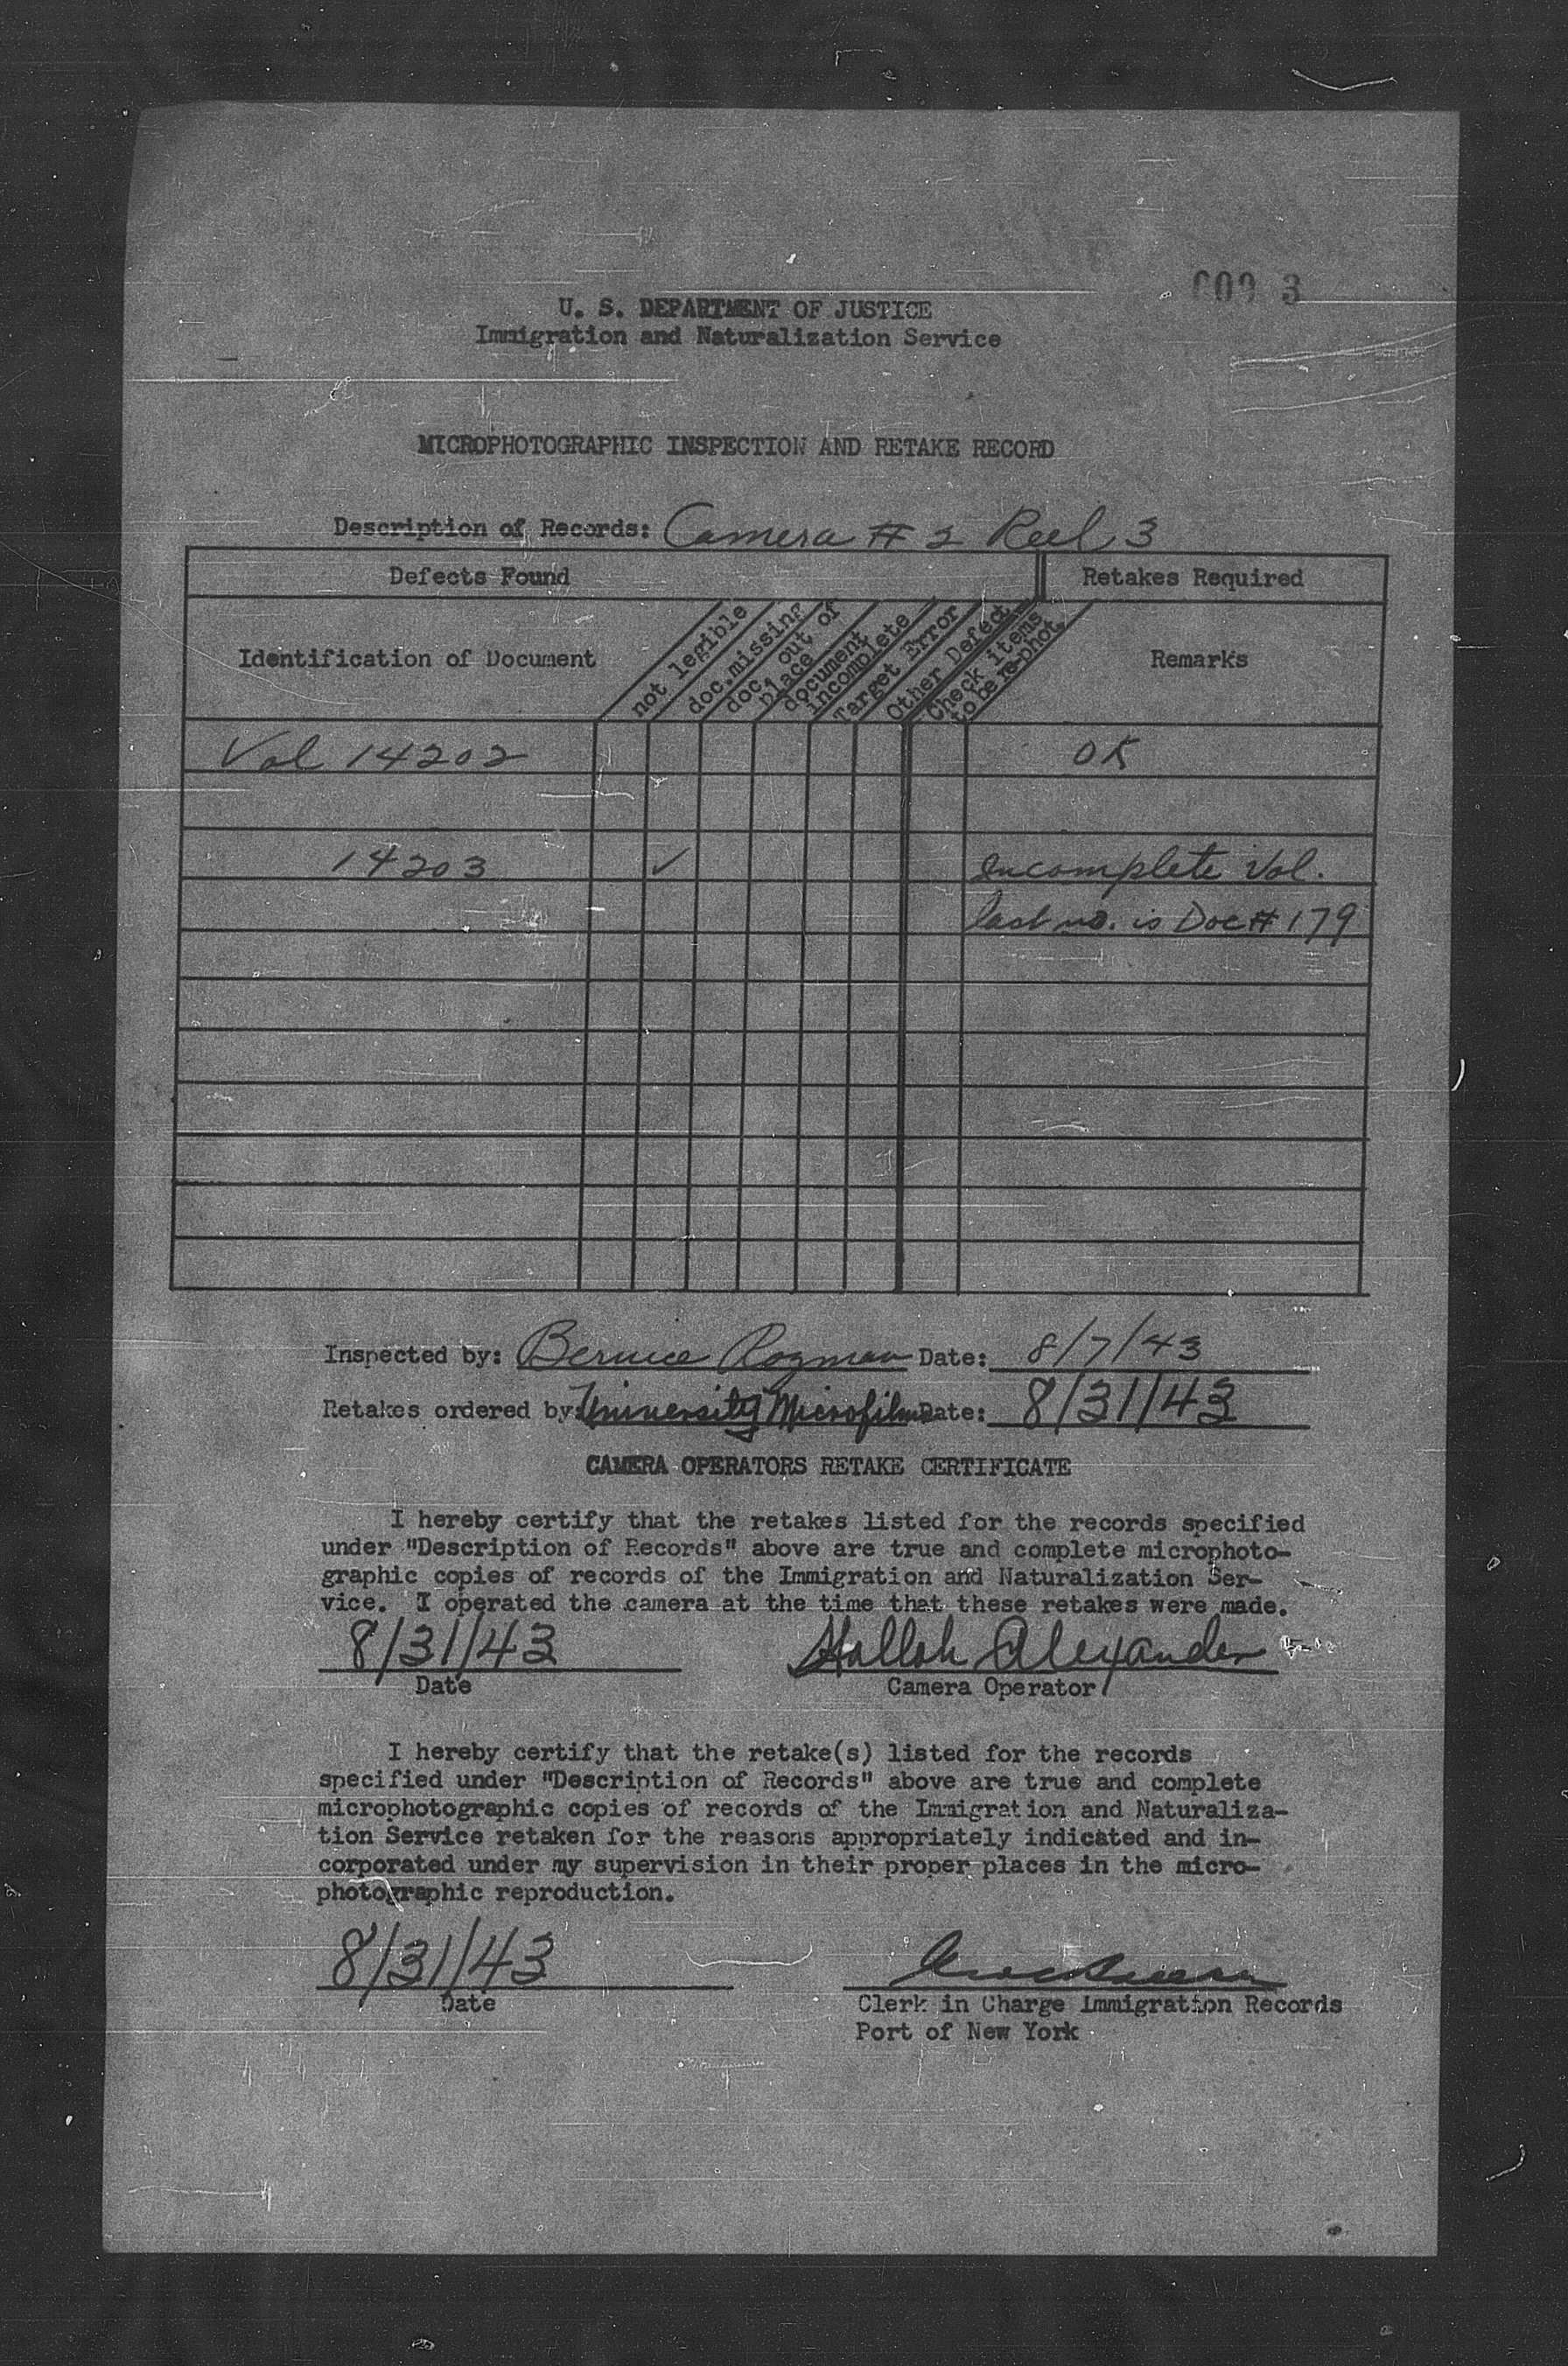 3
U. S. DEPARTMENT OF JUSTICE
Immigration and Naturalization Service
MICROPHOTOGRAPHIC INSPECTION AND RETAKE RECORD
Description of Records: Camera # 2 Reel 3
Defects Found
Retakes Required
Identification of Document
not legible
doc. missing
doc. out of
place
document
incomplete
Target Error
Other Defect
Check items
to be re-phot.
Remarks
Vol 14202 OK
14203 ✓ Incomplete Vol.
last no. is Doc # 179
Inspected by: Bernice Rozman Date: 8/7/43
Retakes ordered by: University Microfilms Date: 8/31/43
CAMERA OPERATORS RETAKE CERTIFICATE
I hereby certify that the retakes listed for the records specified
under "Description of Records" above are true and complete microphoto-
graphic copies of records of the Immigration and Naturalization Ser-
vice. I operated the camera at the time that these retakes were made.
8/31/43 Alexander
Date Camera Operator
I hereby certify that the retake(s) listed for the records
specified under "Description of Records" above are true and complete
microphotographic copies of records of the Immigration and Naturaliza-
tion Service retaken for the reasons appropriately indicated and in-
corporated under my supervision in their proper places in the micro-
photographic reproduction.
8/31/43
Date
Clerk in Charge Immigration Records
Port of New York